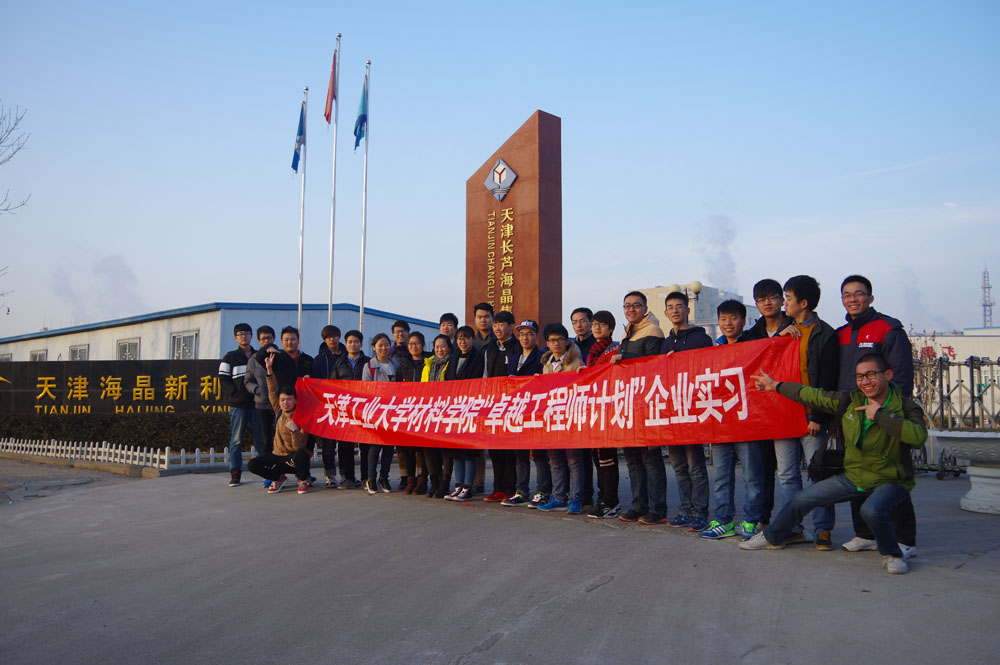 天津长芦海晶集
TIANJIN CHANGLU
天津海晶新利
TIANJIN HAIJING XIN
天津工业大学材料学院“卓越工程师计划”企业实习